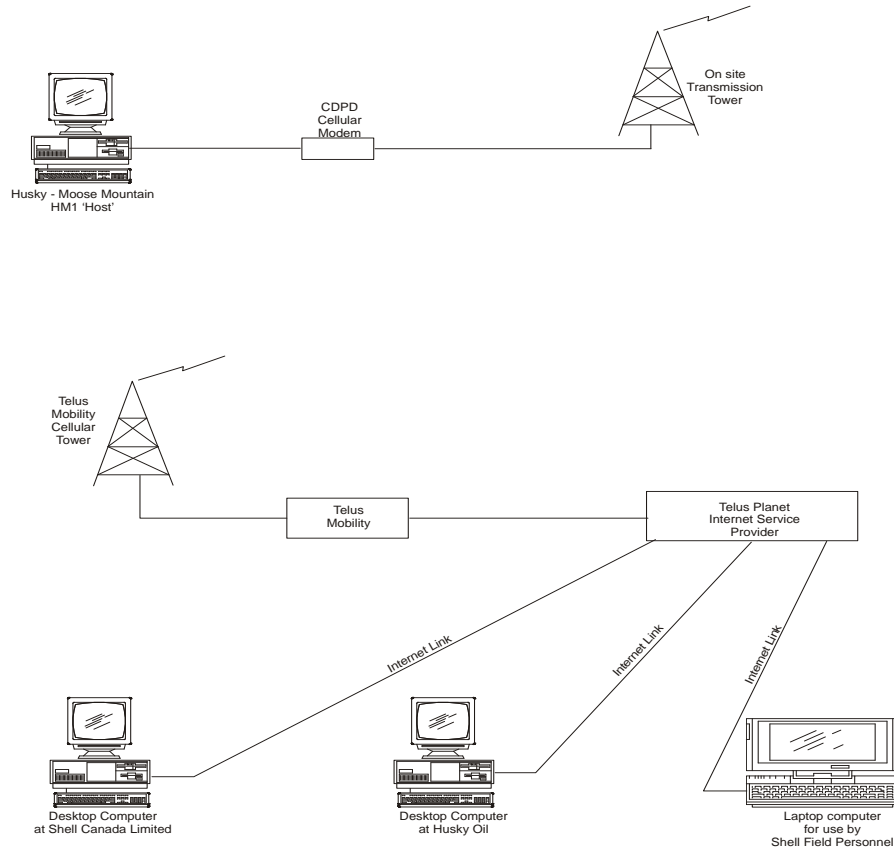 CDPD
Cellular
Modem
On site
Transmission
Tower
Husky - Moose Mountain
HM1 ‘Host’
Telus
Mobility
Cellular
Tower
Telus
Mobility
Telus Planet
Internet Service
Provider
Internet Link
Internet Link
Internet Link
Desktop Computer
at Shell Canada Limited
Desktop Computer
at Husky Oil
Laptop computer
for use by
Shell Field Personnel